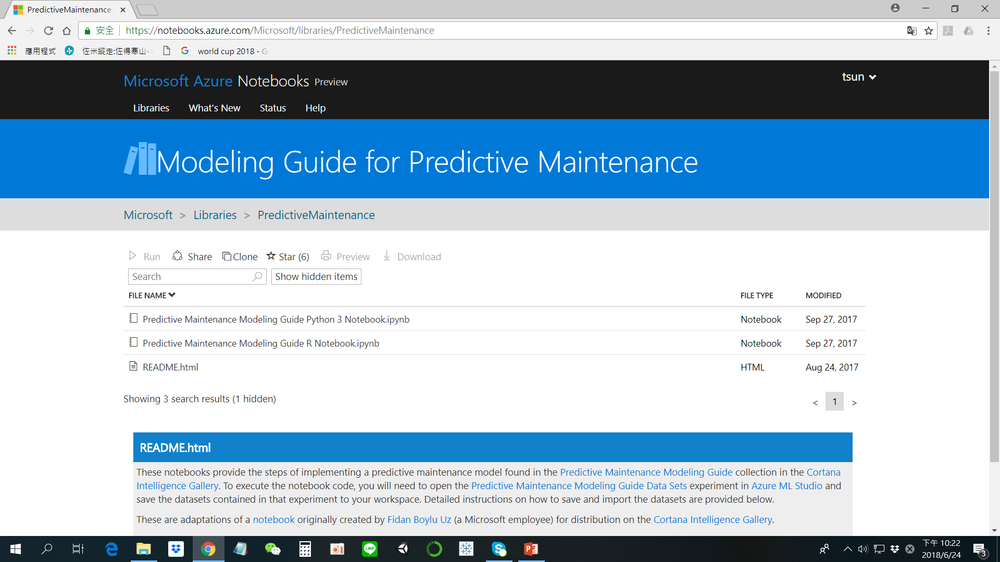 PredictiveMaintenance
安全 https://notebooks.azure.com/Microsoft/libraries/PredictiveMaintenance
應用程式 佐米縱走:佐得寒山-> world cup 2018 - G
Microsoft Azure Notebooks Preview
tsun
Libraries What's New Status Help
Modeling Guide for Predictive Maintenance
Microsoft > Libraries > PredictiveMaintenance
Run Share Clone Star (6) Preview Download
Search Show hidden items
FILE NAME FILE TYPE MODIFIED
Predictive Maintenance Modeling Guide Python 3 Notebook.ipynb Notebook Sep 27, 2017
Predictive Maintenance Modeling Guide R Notebook.ipynb Notebook Sep 27, 2017
README.html HTML Aug 24, 2017
Showing 3 search results (1 hidden)
< 1 >
README.html
These notebooks provide the steps of implementing a predictive maintenance model found in the Predictive Maintenance Modeling Guide collection in the Cortana
Intelligence Gallery. To execute the notebook code, you will need to open the Predictive Maintenance Modeling Guide Data Sets experiment in Azure ML Studio and
save the datasets contained in that experiment to your workspace. Detailed instructions on how to save and import the datasets are provided below.
These are adaptations of a notebook originally created by Fidan Boylu Uz (a Microsoft employee) for distribution on the Cortana Intelligence Gallery.
下午 10:22
2018/6/24
3